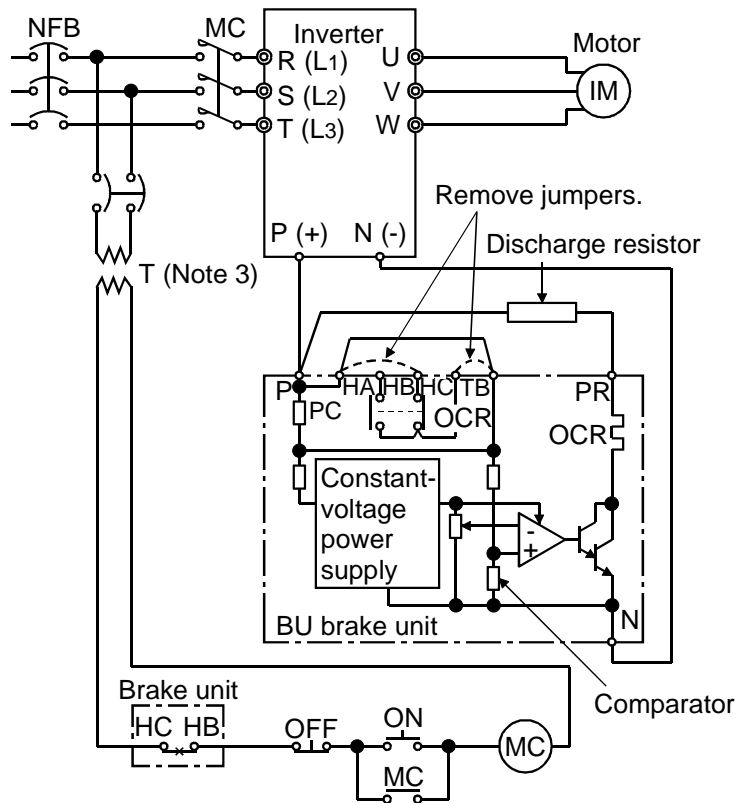 NFB
MC
Inverter
Motor
R (L1)
U
S (L2)
V
IM
T (L3)
W
Remove jumpers.
P (+)
N (-)
Discharge resistor
T (Note 3)
P
HA
HB
HC
TB
PR
PC
OCR
OCR
Constant-
voltage
power
supply
-
+
BU brake unit
N
Brake unit
Comparator
HC
HB
OFF
ON
MC
MC